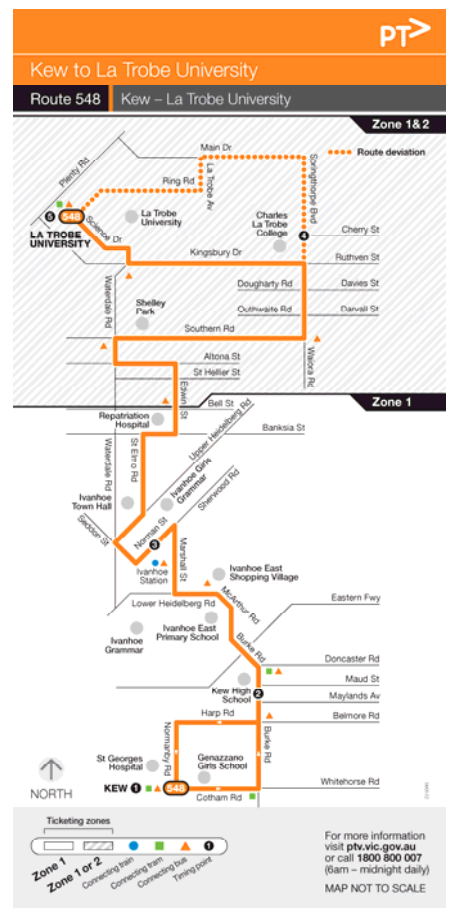 PT>
Kew to La Trobe University
Route 548 Kew – La Trobe University
Zone 1&2
Route deviation
Main Dr
Plenty Rd
Ring Rd
La Trobe Av
Springthorpe Blvd
5 548
LA TROBE
UNIVERSITY
Science Dr
La Trobe
University
Charles
La Trobe
College
4
Cherry St
Kingsbury Dr
Ruthven St
Waterdale Rd
Dougharty Rd
Davies St
Shelley
Park
Outhwaite Rd
Darvall St
Southern Rd
Altona St
Waiora Rd
St Hellier St
Edwin St
Bell St
Zone 1
Repatriation
Hospital
Banksia St
Upper Heidelberg Rd
Waterdale Rd
St Elmo Rd
Ivanhoe
Town Hall
Ivanhoe Girls
Grammar
Sherwood Rd
Seddon St
Norman St
3
Ivanhoe
Station
Marshall St
Ivanhoe East
Shopping Village
McArthur Rd
Eastern Fwy
Lower Heidelberg Rd
Ivanhoe East
Primary School
Ivanhoe
Grammar
Burke Rd
Doncaster Rd
Maud St
Kew High
School
2
Maylands Av
Harp Rd
Belmore Rd
Normanby Rd
Burke Rd
St Georges
Hospital
Genazzano
Girls School
Whitehorse Rd
KEW 1 548
Cotham Rd
NORTH
Ticketing zones
1
Zone 1
Zone 1 or 2
Connecting train
Connecting tram
Connecting bus
Timing point
For more information
visit ptv.vic.gov.au
or call 1800 800 007
(6am – midnight daily)
MAP NOT TO SCALE